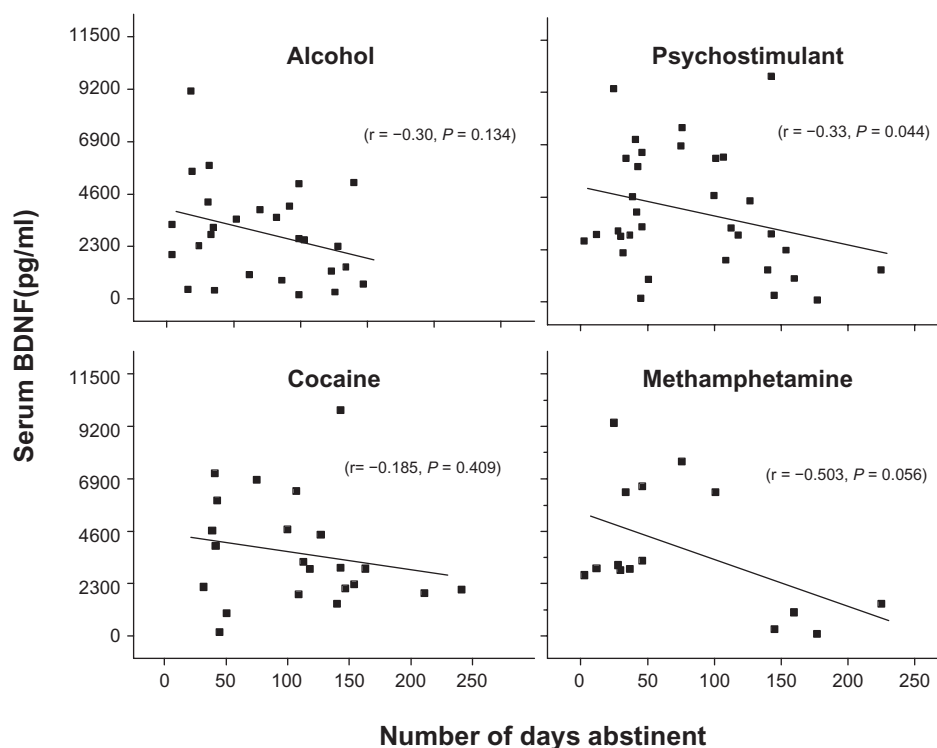 11500
Alcohol
Psychostimulant
9200
6900
(r = −0.30, P = 0.134)
(r = −0.33, P = 0.044)
4600
2300
0
Serum BDNF(pg/ml)
11500
Cocaine
Methamphetamine
9200
6900
(r= −0.185, P = 0.409)
(r = −0.503, P = 0.056)
4600
2300
0
0 50 100 150 200 250
0 50 100 150 200 250
Number of days abstinent